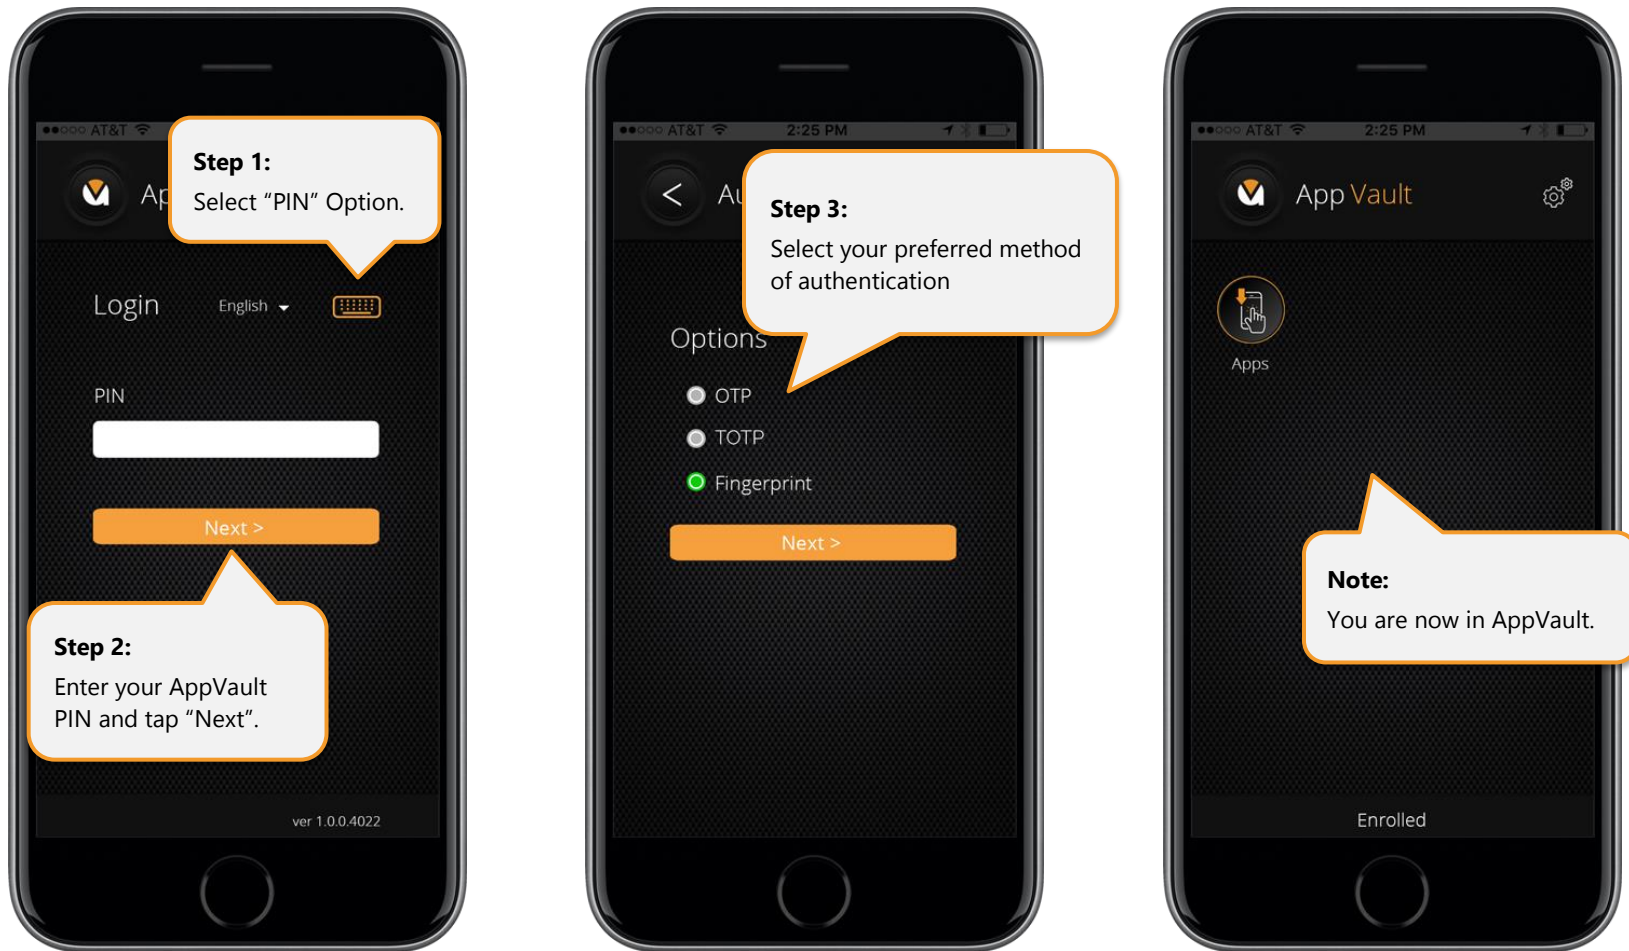 AT&T
Ap
Step 1:
Select “PIN” Option.
Login
English
PIN
Next >
Step 2:
Enter your AppVault
PIN and tap “Next”.
ver 1.0.0.4022
AT&T
2:25 PM
Au
Step 3:
Select your preferred method
of authentication
Options
OTP
TOTP
Fingerprint
Next >
AT&T
2:25 PM
App Vault
Apps
Note:
You are now in AppVault.
Enrolled